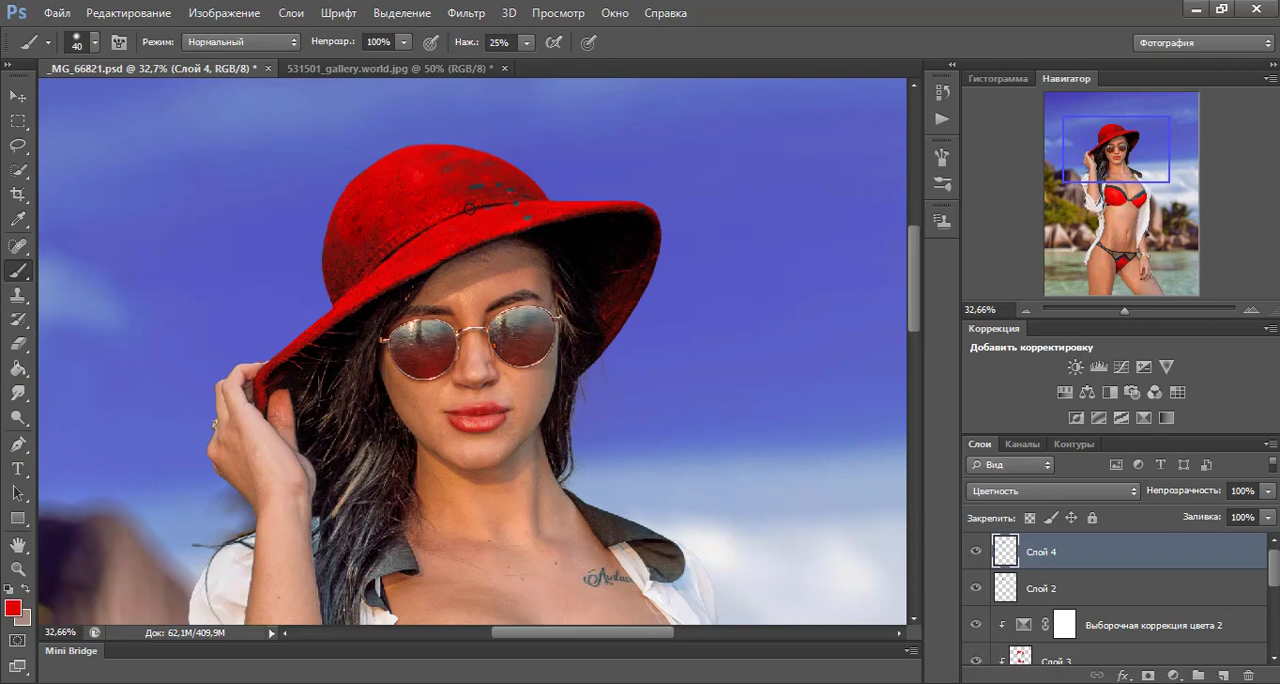 Ps Файл Редактирование Изображение Слои Шрифт Выделение Фильтр 3D Просмотр Окно Справка
40 Режим: Нормальный Непрозр.: 100% Наж.: 25% Фотография
_MG_66821.psd @ 32,7% (Слой 4, RGB/8) * × 531501_gallery.world.jpg @ 50% (RGB/8) * ×
Гистограмма Навигатор
32,66%
Коррекция
Добавить корректировку
Слои Каналы Контуры
Вид
Цветность Непрозрачность: 100%
Закрепить: Заливка: 100%
Слой 4
Слой 2
Выборочная коррекция цвета 2
Слой 3
32,66% Док: 62,1M/409,9M
Mini Bridge